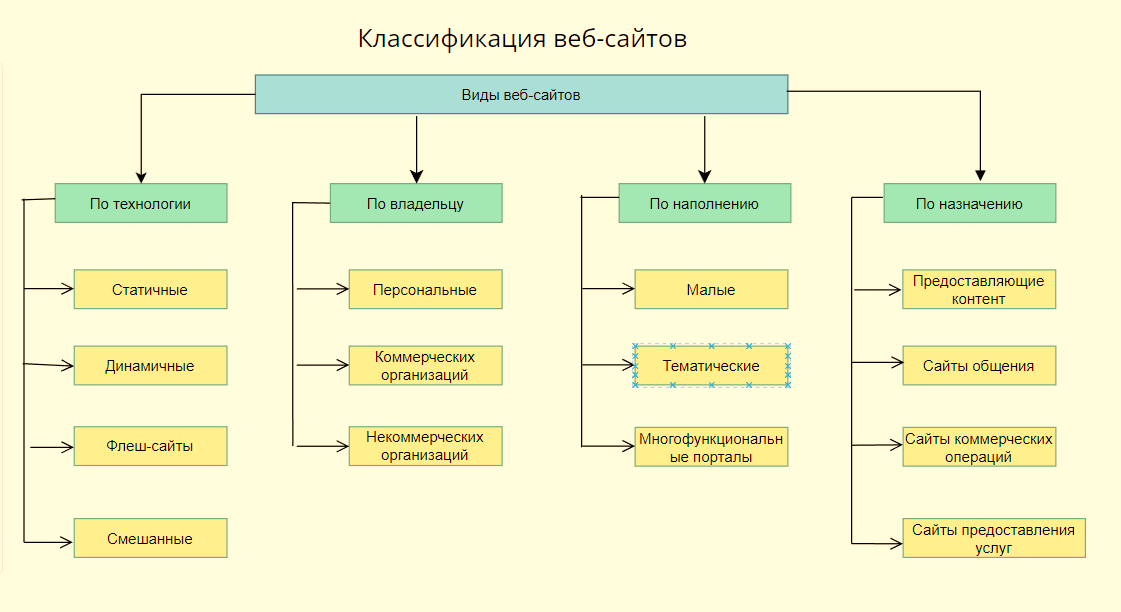 Классификация веб-сайтов
Виды веб-сайтов
По технологии
По владельцу
По наполнению
По назначению
Статичные
Персональные
Малые
Предоставляющие
контент
Динамичные
Коммерческих
организаций
Тематические
Сайты общения
Флеш-сайты
Некоммерческих
организаций
Многофункциональн
ые порталы
Сайты коммерческих
операций
Смешанные
Сайты предоставления
услуг